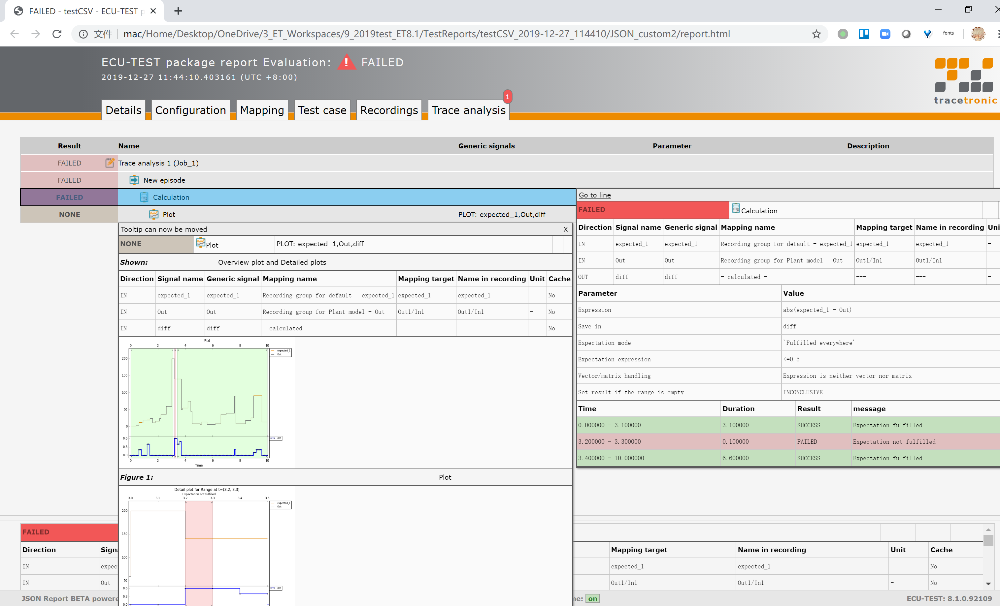 FAILED - testCSV - ECU-TEST p
文件 mac/Home/Desktop/OneDrive/3_ET_Workspaces/9_2019test_ET8.1/TestReports/testCSV_2019-12-27_114410/JSON_custom2/report.html fonts
ECU-TEST package report Evaluation: FAILED
2019-12-27 11:44:10.403161 (UTC +8:00)
tracetronic
Details Configuration Mapping Test case Recordings Trace analysis 1
Result Name Generic signals Parameter Description
FAILED Trace analysis 1 (Job_1)
FAILED New episode
FAILED Calculation
NONE Plot PLOT: expected_1,Out,diff
Tooltip can now be moved X
NONE Plot PLOT: expected_1,Out,diff
Shown: Overview plot and Detailed plots
Direction Signal name Generic signal Mapping name Mapping target Name in recording Unit Cache
IN expected_1 expected_1 Recording group for default - expected_1 expected_1 expected_1 - No
IN Out Out Recording group for Plant model - Out Out1/In1 Out1/In1 - No
IN diff diff - calculated - --- --- - No
Plot
0 2 4 6 8 10
expected_1
Out
200
150
100
50
0
0.6
0.3
0.0
diff
0 2 4 6 8 10
Time
Figure 1: Plot
Detail plot for Range at t=(3.2, 3.3)
Expectation not fulfilled
3.0 3.1 3.2 3.3 3.4 3.5
expected_1
Out
200
150
100
50
0.6
0.3
0.0
diff
Go to line
FAILED Calculation
Direction Signal name Generic signal Mapping name Mapping target Name in recording Uni
IN expected_1 expected_1 Recording group for default - expected_1 expected_1 expected_1 -
IN Out Out Recording group for Plant model - Out Out1/In1 Out1/In1 -
OUT diff diff - calculated - --- --- -
Parameter Value
Expression abs(expected_1 - Out)
Save in diff
Expectation mode 'Fulfilled everywhere'
Expectation expression <=0.5
Vector/matrix handling Expression is neither vector nor matrix
Set result if the range is empty INCONCLUSIVE
Time Duration Result message
0.000000 - 3.100000 3.100000 SUCCESS Expectation fulfilled
3.200000 - 3.300000 0.100000 FAILED Expectation not fulfilled
3.400000 - 10.000000 6.600000 SUCCESS Expectation fulfilled
FAILED
Direction Signa Mapping target Name in recording Unit Cache
IN expec expected_1 expected_1 - No
IN Out Out1/In1 Out1/In1 - No
JSON Report BETA powere ne: on ECU-TEST: 8.1.0.92109